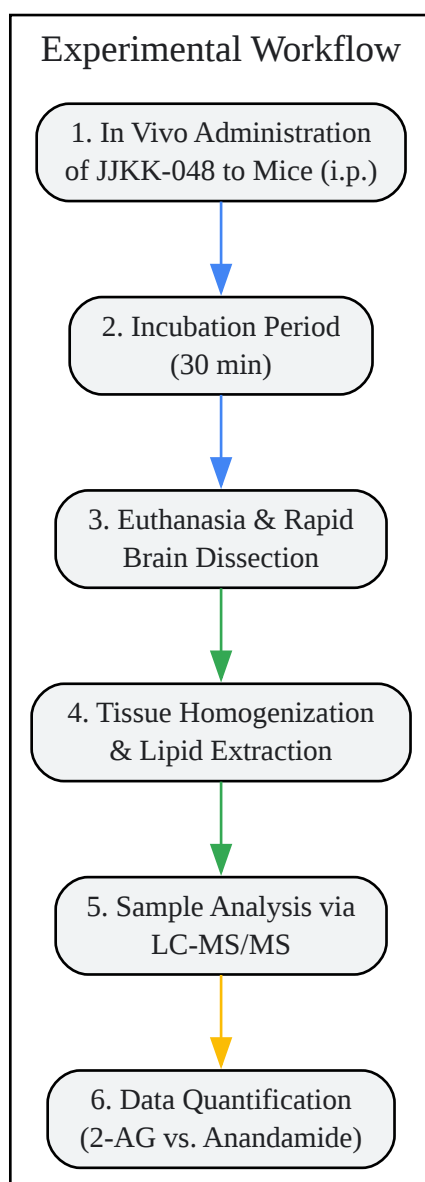 Experimental Workflow
1. In Vivo Administration
of JJKK-048 to Mice (i.p.)
2. Incubation Period
(30 min)
3. Euthanasia & Rapid
Brain Dissection
4. Tissue Homogenization
& Lipid Extraction
5. Sample Analysis via
LC-MS/MS
6. Data Quantification
(2-AG vs. Anandamide)